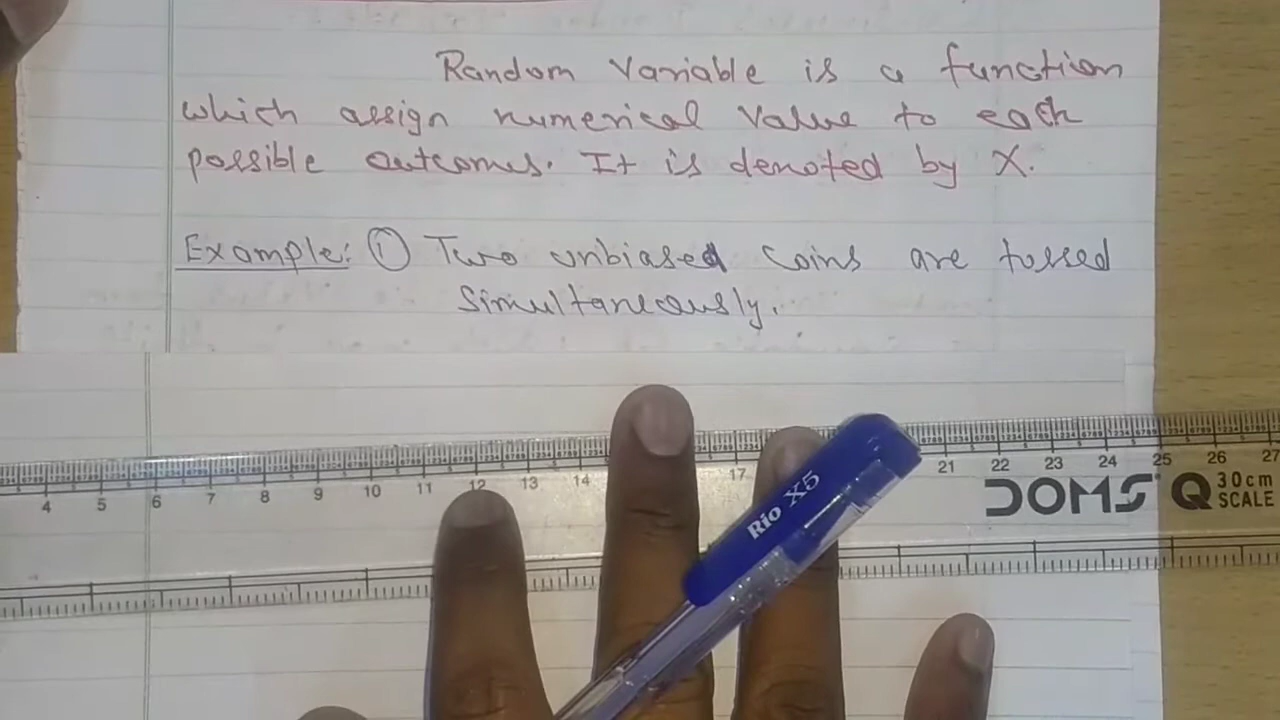 Random Variable is a function
which assign numerical value to each
possible outcomes. It is denoted by X.
Example: ① Two unbiased coins are tossed
simultaneously.
4 5 6 7 8 9 10 11 12 13 14 17 21 22 23 24 25 26 27
DOMS Q 30cm SCALE
Rio X5